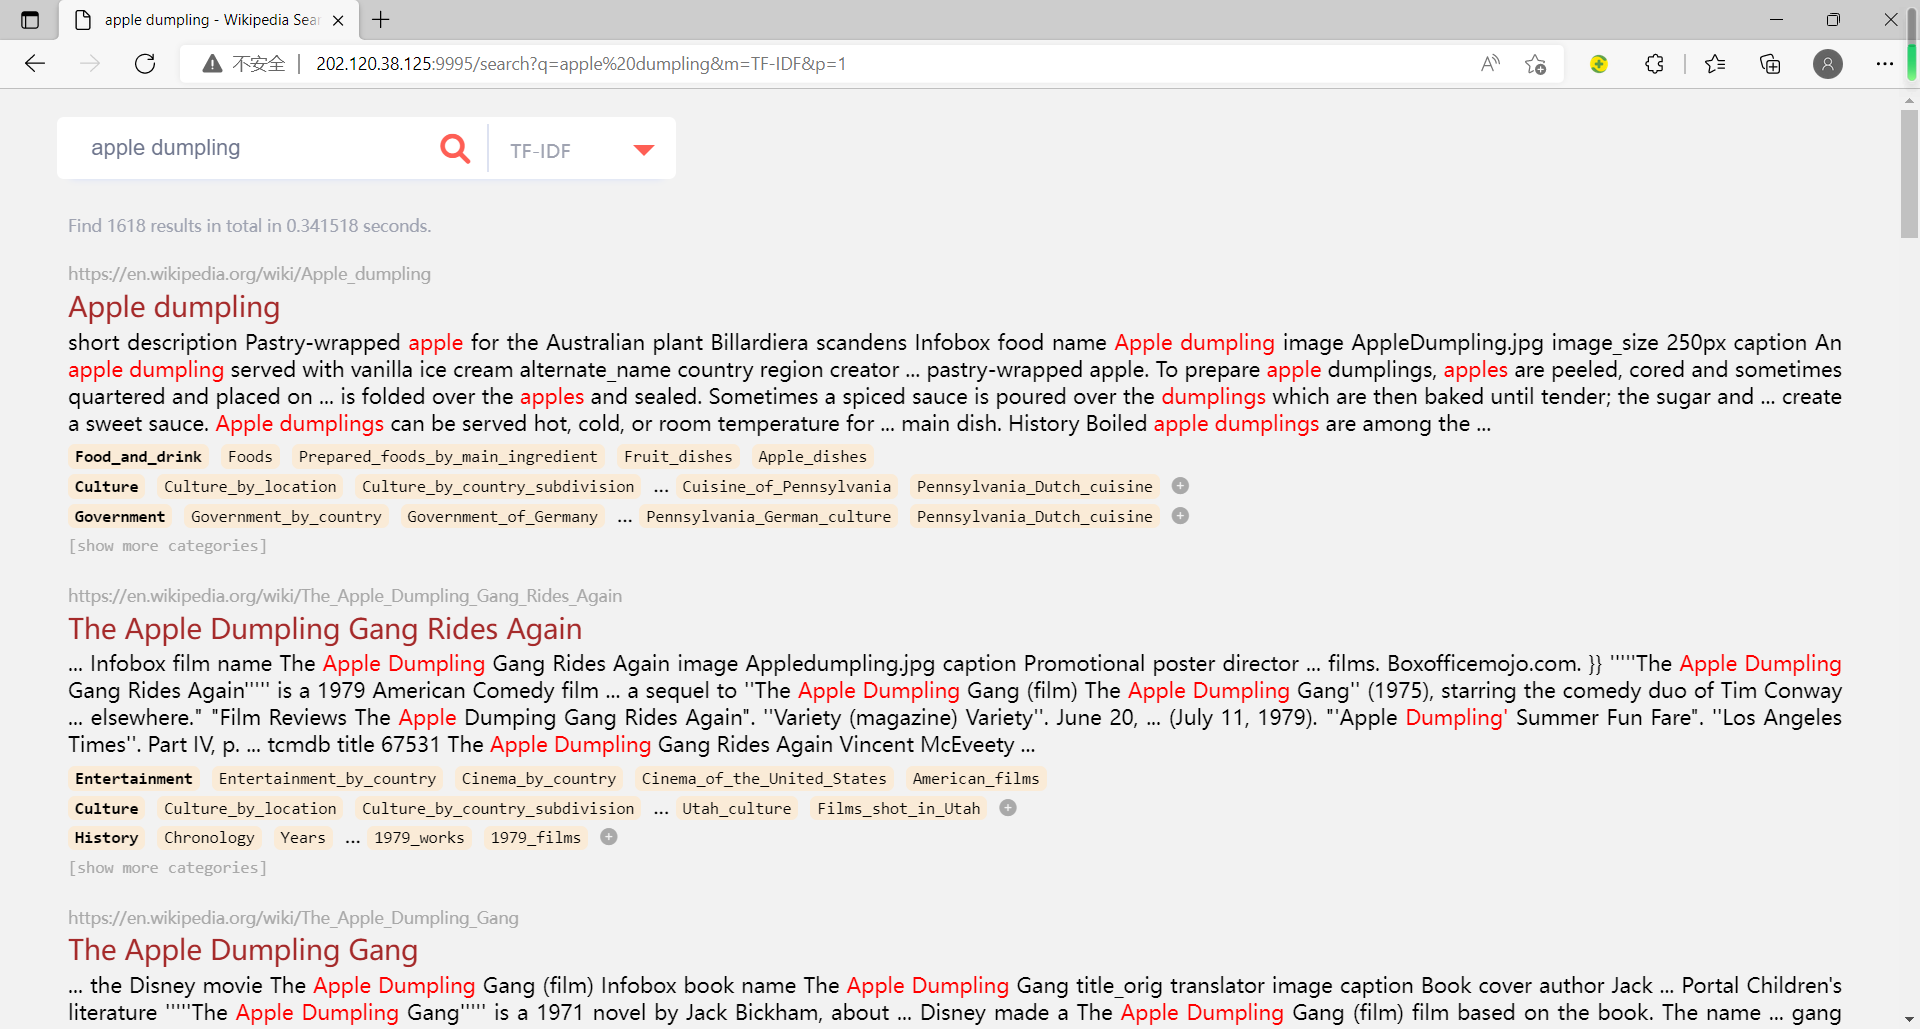 apple dumpling - Wikipedia Sear
不安全 | 202.120.38.125:9995/search?q=apple%20dumpling&m=TF-IDF&p=1
apple dumpling
TF-IDF
Find 1618 results in total in 0.341518 seconds.
https://en.wikipedia.org/wiki/Apple_dumpling
Apple dumpling
short description Pastry-wrapped apple for the Australian plant Billardiera scandens Infobox food name Apple dumpling image AppleDumpling.jpg image_size 250px caption An
apple dumpling served with vanilla ice cream alternate_name country region creator ... pastry-wrapped apple. To prepare apple dumplings, apples are peeled, cored and sometimes
quartered and placed on ... is folded over the apples and sealed. Sometimes a spiced sauce is poured over the dumplings which are then baked until tender; the sugar and ... create
a sweet sauce. Apple dumplings can be served hot, cold, or room temperature for ... main dish. History Boiled apple dumplings are among the ...
Food_and_drink Foods Prepared_foods_by_main_ingredient Fruit_dishes Apple_dishes
Culture Culture_by_location Culture_by_country_subdivision ... Cuisine_of_Pennsylvania Pennsylvania_Dutch_cuisine +
Government Government_by_country Government_of_Germany ... Pennsylvania_German_culture Pennsylvania_Dutch_cuisine +
[show more categories]
https://en.wikipedia.org/wiki/The_Apple_Dumpling_Gang_Rides_Again
The Apple Dumpling Gang Rides Again
... Infobox film name The Apple Dumpling Gang Rides Again image Appledumpling.jpg caption Promotional poster director ... films. Boxofficemojo.com. }} '''''The Apple Dumpling
Gang Rides Again''''' is a 1979 American Comedy film ... a sequel to ''The Apple Dumpling Gang (film) The Apple Dumpling Gang'' (1975), starring the comedy duo of Tim Conway
... elsewhere." "Film Reviews The Apple Dumping Gang Rides Again". ''Variety (magazine) Variety''. June 20, ... (July 11, 1979). "'Apple Dumpling' Summer Fun Fare". ''Los Angeles
Times''. Part IV, p. ... tcmdb title 67531 The Apple Dumpling Gang Rides Again Vincent McEveety ...
Entertainment Entertainment_by_country Cinema_by_country Cinema_of_the_United_States American_films
Culture Culture_by_location Culture_by_country_subdivision ... Utah_culture Films_shot_in_Utah +
History Chronology Years ... 1979_works 1979_films +
[show more categories]
https://en.wikipedia.org/wiki/The_Apple_Dumpling_Gang
The Apple Dumpling Gang
... the Disney movie The Apple Dumpling Gang (film) Infobox book name The Apple Dumpling Gang title_orig translator image caption Book cover author Jack ... Portal Children's
literature '''''The Apple Dumpling Gang''''' is a 1971 novel by Jack Bickham, about ... Disney made a The Apple Dumpling Gang (film) film based on the book. The name ... gang